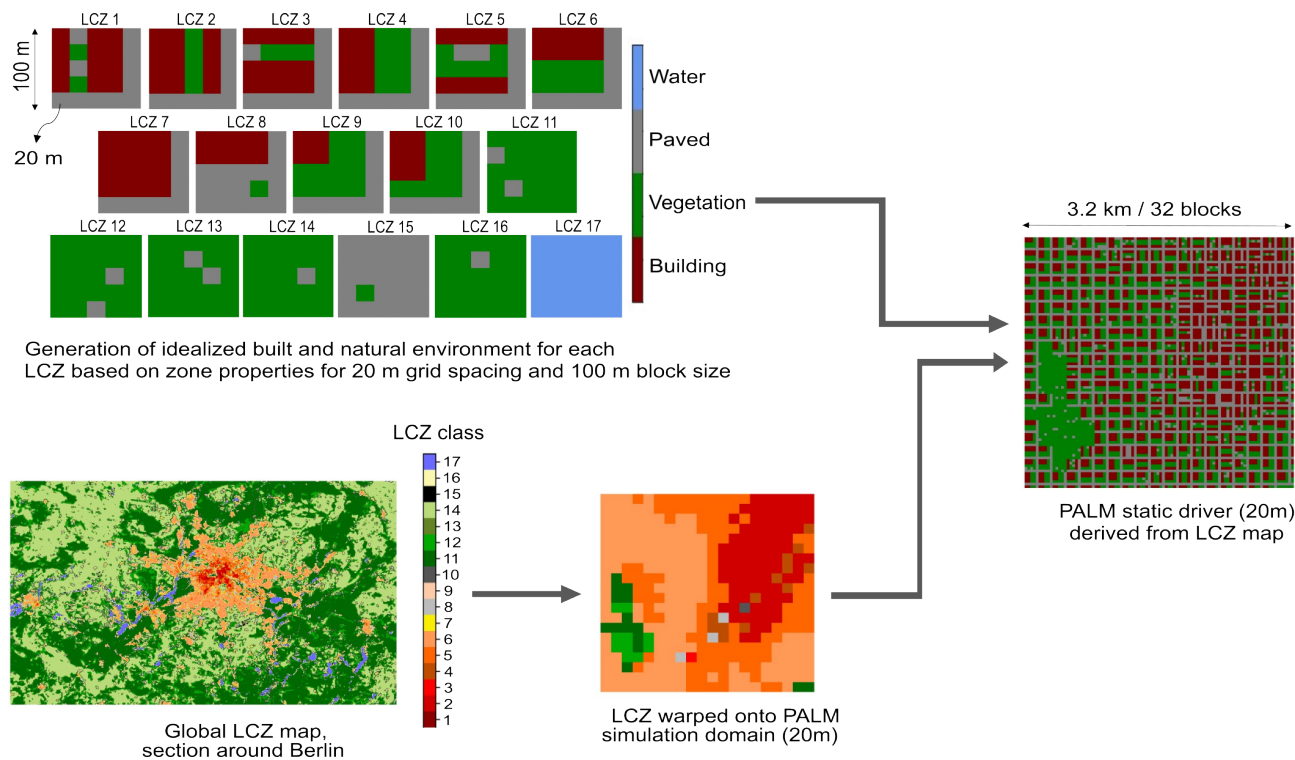 LCZ 1
LCZ 2
LCZ 3
LCZ 4
LCZ 5
LCZ 6
100 m
20 m
LCZ 7
LCZ 8
LCZ 9
LCZ 10
LCZ 11
LCZ 12
LCZ 13
LCZ 14
LCZ 15
LCZ 16
LCZ 17
Water
Paved
Vegetation
Building
Generation of idealized built and natural environment for each
LCZ based on zone properties for 20 m grid spacing and 100 m block size
3.2 km / 32 blocks
PALM static driver (20m)
derived from LCZ map
LCZ class
17
16
15
14
13
12
11
10
9
8
7
6
5
4
3
2
1
Global LCZ map,
section around Berlin
LCZ warped onto PALM
simulation domain (20m)